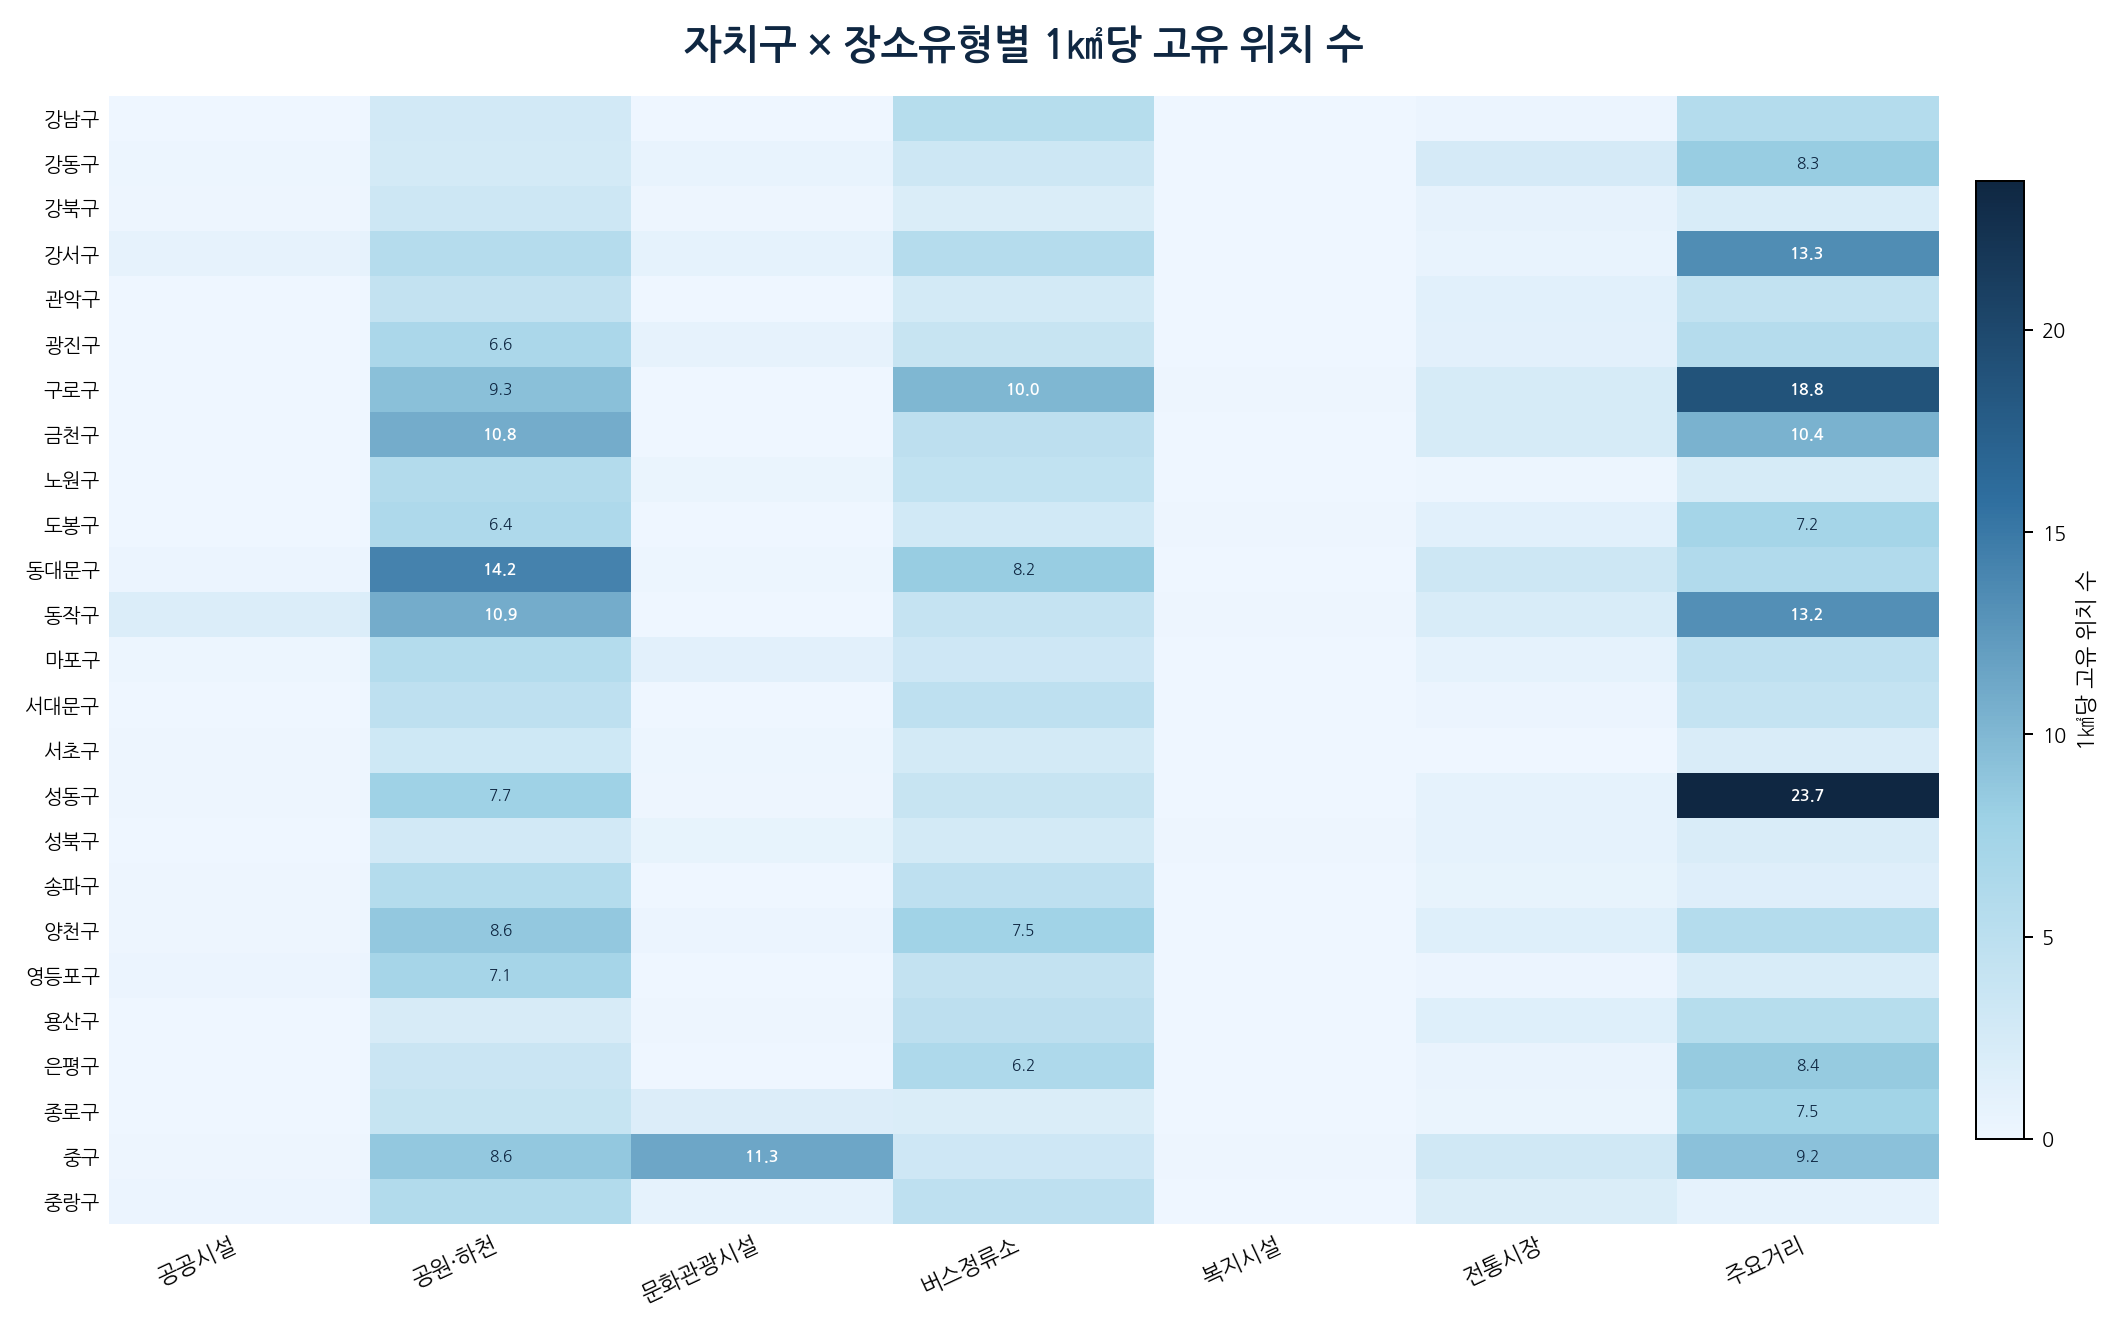 자치구 × 장소유형별 1㎢당 고유 위치 수
강남구
강동구 8.3
강북구
강서구 13.3
관악구
광진구 6.6
구로구 9.3 10.0 18.8
금천구 10.8 10.4
노원구
도봉구 6.4 7.2
동대문구 14.2 8.2
동작구 10.9 13.2
마포구
서대문구
서초구
성동구 7.7 23.7
성북구
송파구
양천구 8.6 7.5
영등포구 7.1
용산구
은평구 6.2 8.4
종로구 7.5
중구 8.6 11.3 9.2
중랑구
공공시설 공원·하천 문화관광시설 버스정류소 복지시설 전통시장 주요거리
20
15
10
5
0
1㎢당 고유 위치 수